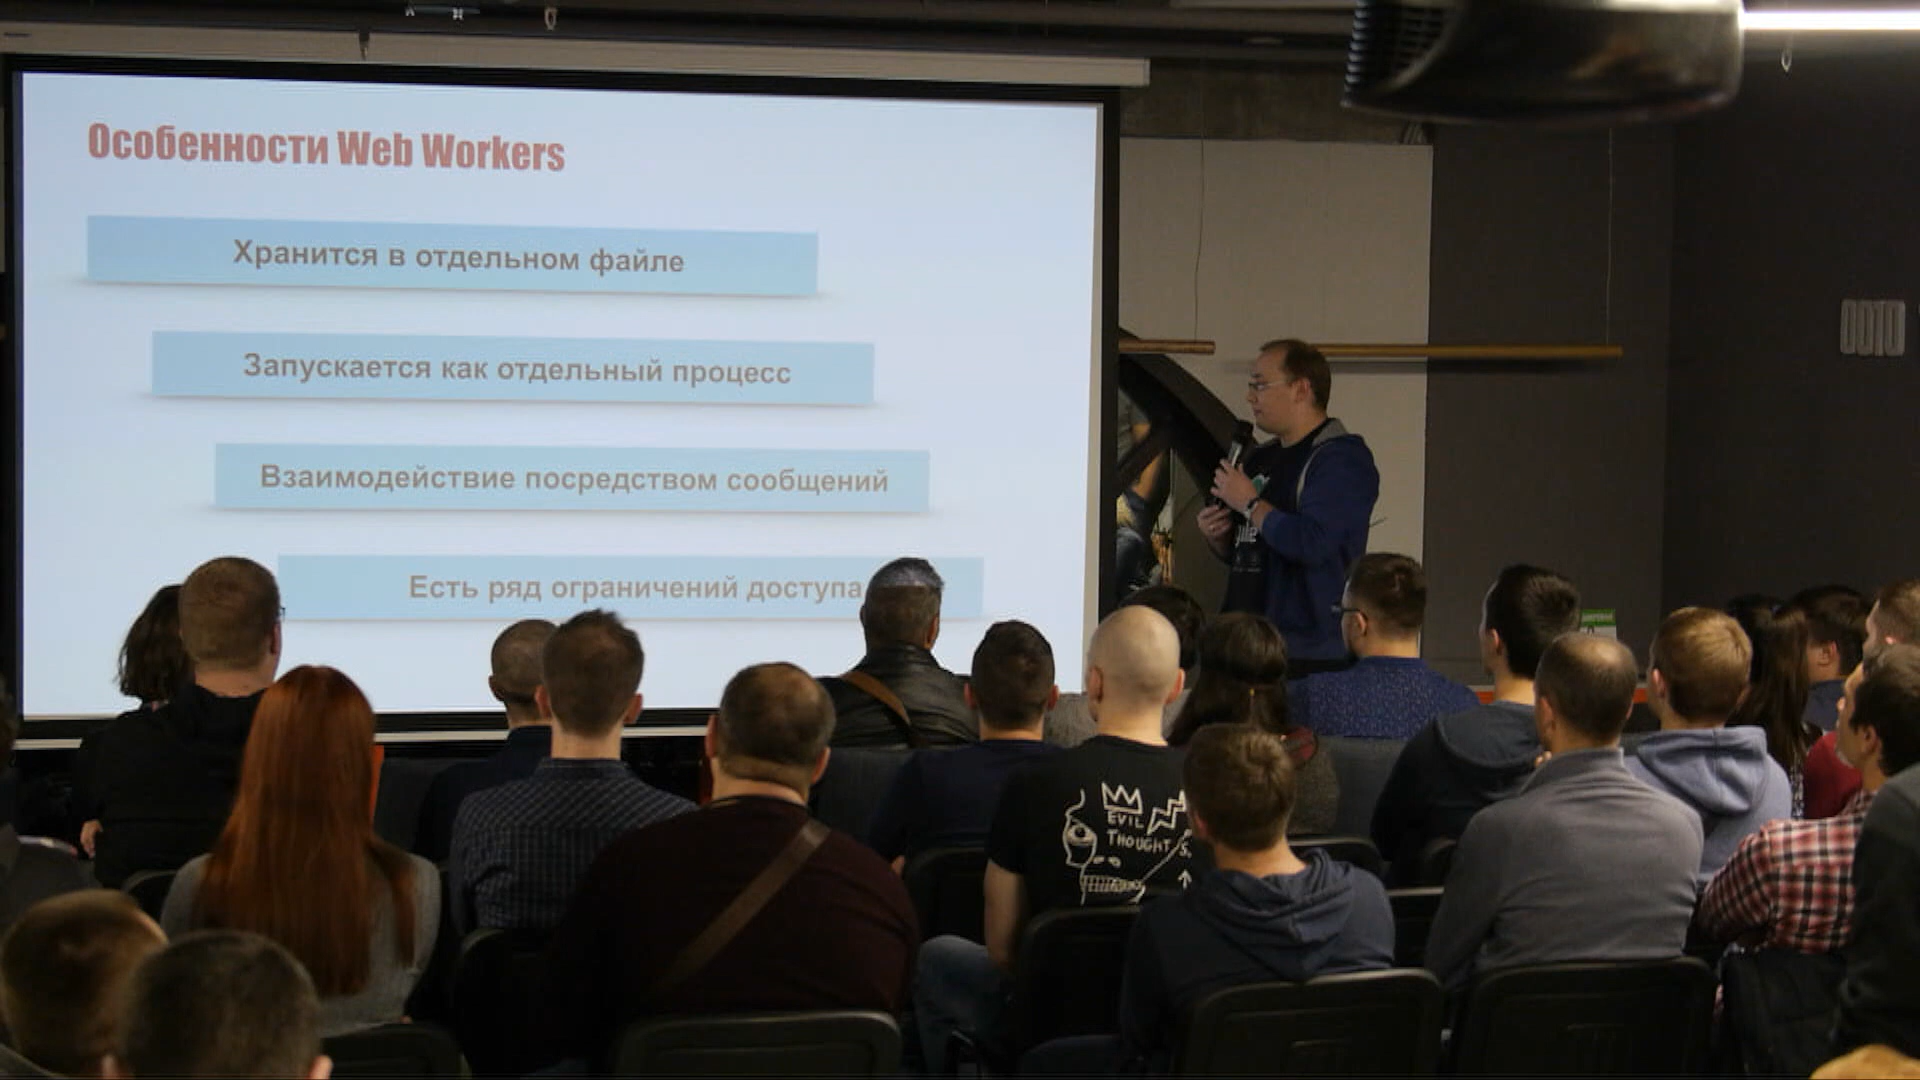 Особенности Web Workers
Хранится в отдельном файле
Запускается как отдельный процесс
Взаимодействие посредством сообщений
Есть ряд ограничений доступа
EVIL
THOUGHTS,